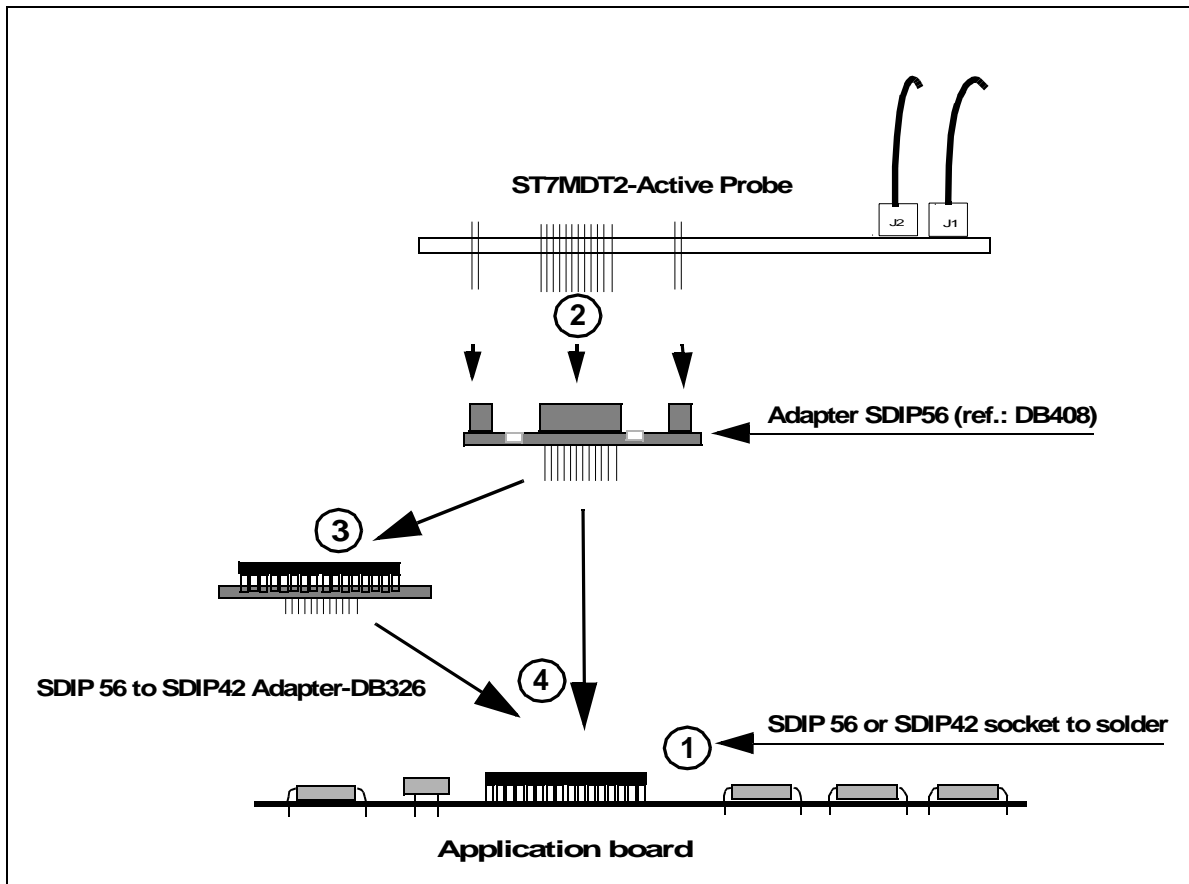 ST7MDT2-Active Probe
J2
J1
2
Adapter SDIP56 (ref.: DB408)
3
SDIP 56 to SDIP42 Adapter-DB326
4
SDIP 56 or SDIP42 socket to solder
1
Application board